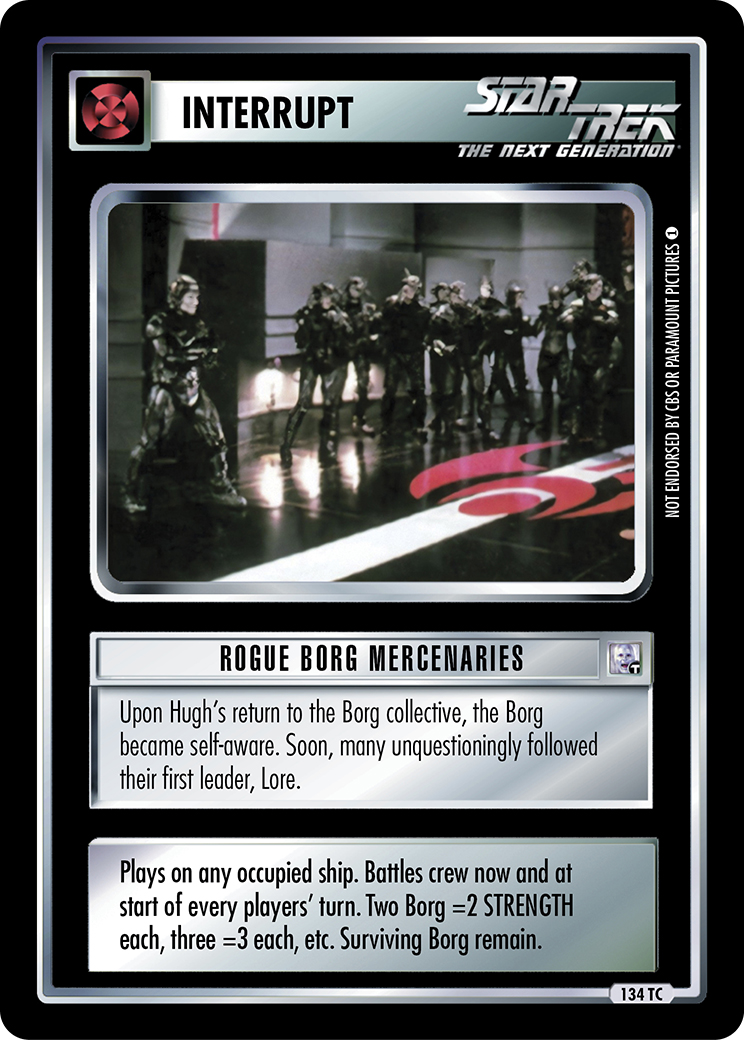 INTERRUPT
STAR TREK
THE NEXT GENERATION
NOT ENDORSED BY CBS OR PARAMOUNT PICTURES 1
ROGUE BORG MERCENARIES
T
Upon Hugh's return to the Borg collective, the Borg
became self-aware. Soon, many unquestioningly followed
their first leader, Lore.
Plays on any occupied ship. Battles crew now and at
start of every players' turn. Two Borg =2 STRENGTH
each, three =3 each, etc. Surviving Borg remain.
134 TC